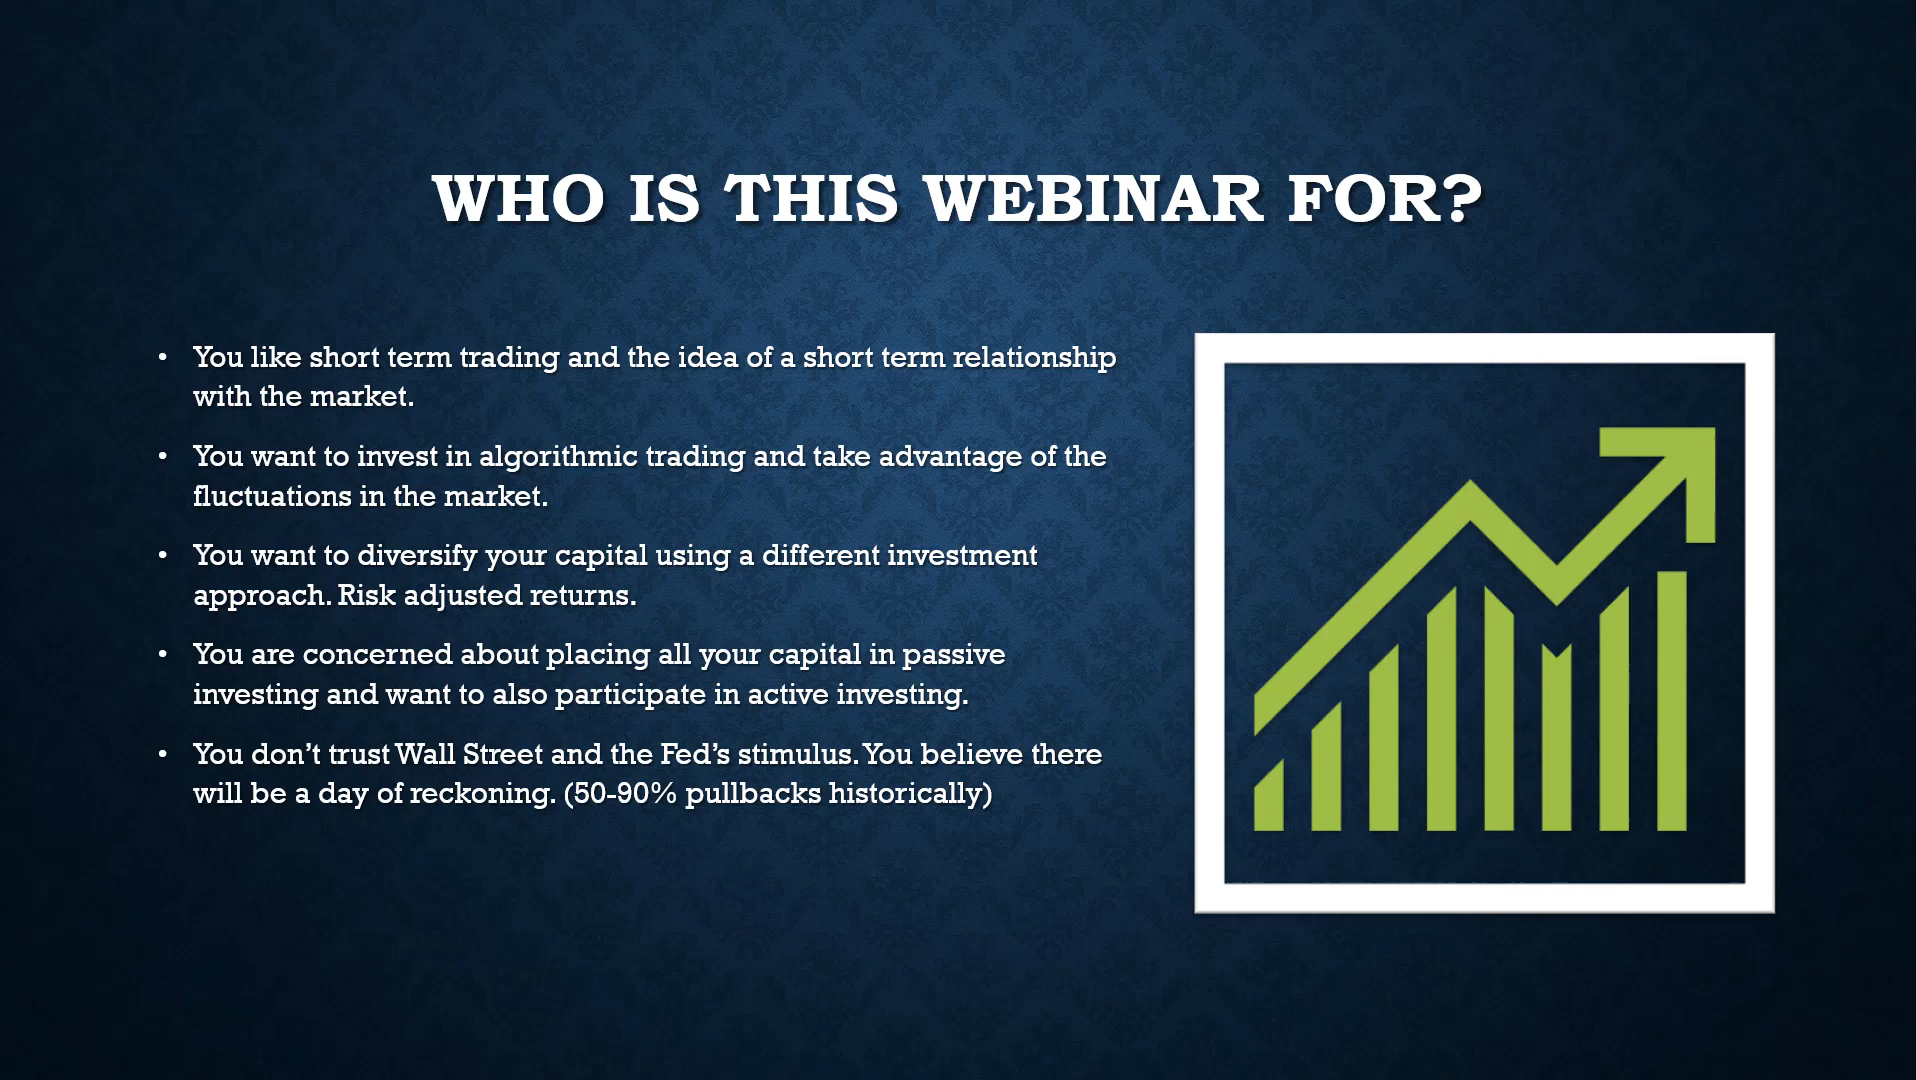 WHO IS THIS WEBINAR FOR?
• You like short term trading and the idea of a short term relationship
with the market.
• You want to invest in algorithmic trading and take advantage of the
fluctuations in the market.
• You want to diversify your capital using a different investment
approach. Risk adjusted returns.
• You are concerned about placing all your capital in passive
investing and want to also participate in active investing.
• You don’t trust Wall Street and the Fed’s stimulus. You believe there
will be a day of reckoning. (50-90% pullbacks historically)